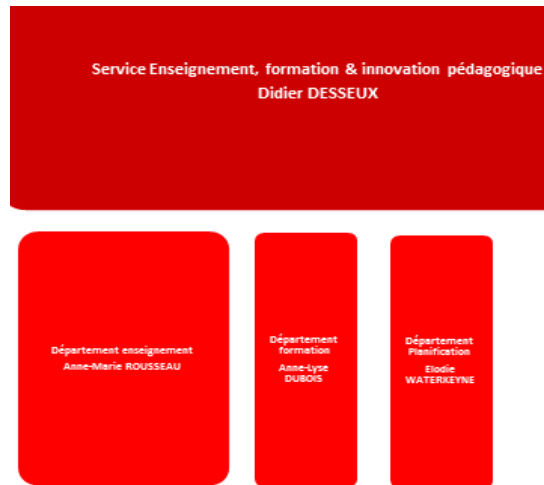 Service Enseignement, formation & innovation pédagogique
Didier DESSEUX
Département enseignement
Anne-Marie ROUSSEAU
Département
formation
Anne-Lyse
DUBOIS
Département
Planification
Elodie
WATERKEYNE